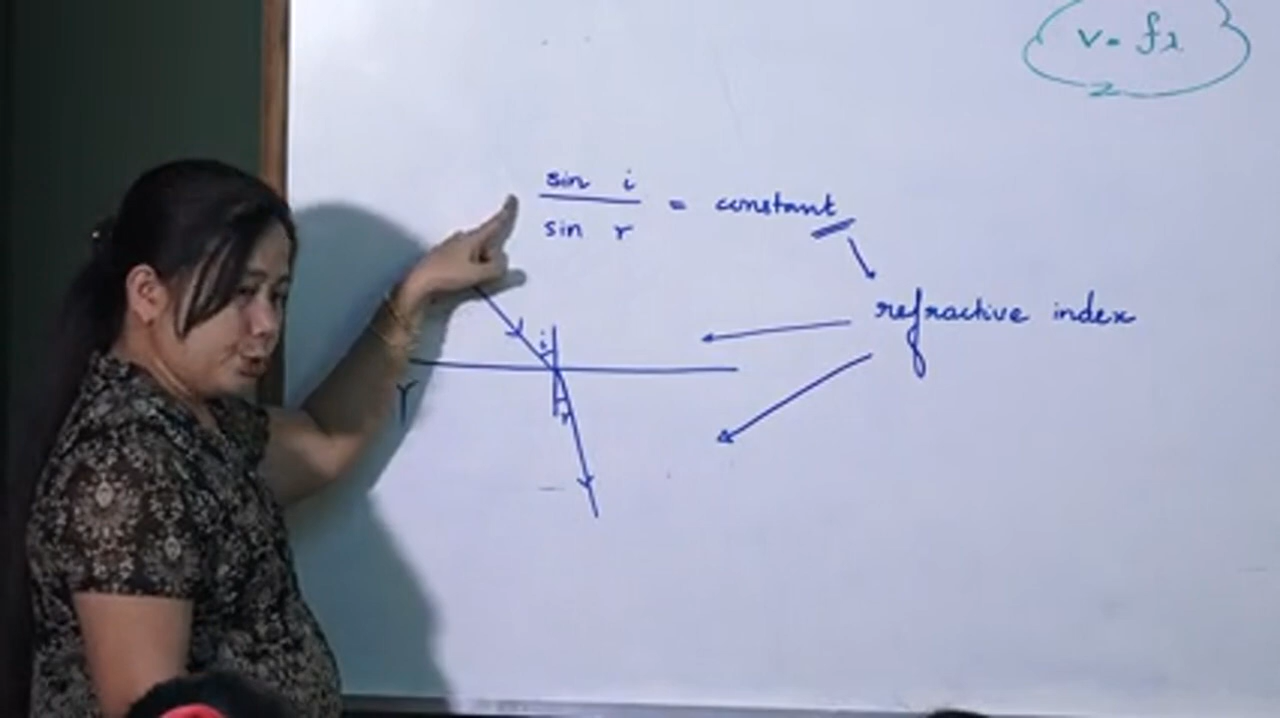 v = fλ
sin i
sin r
= constant
refractive index
i
r